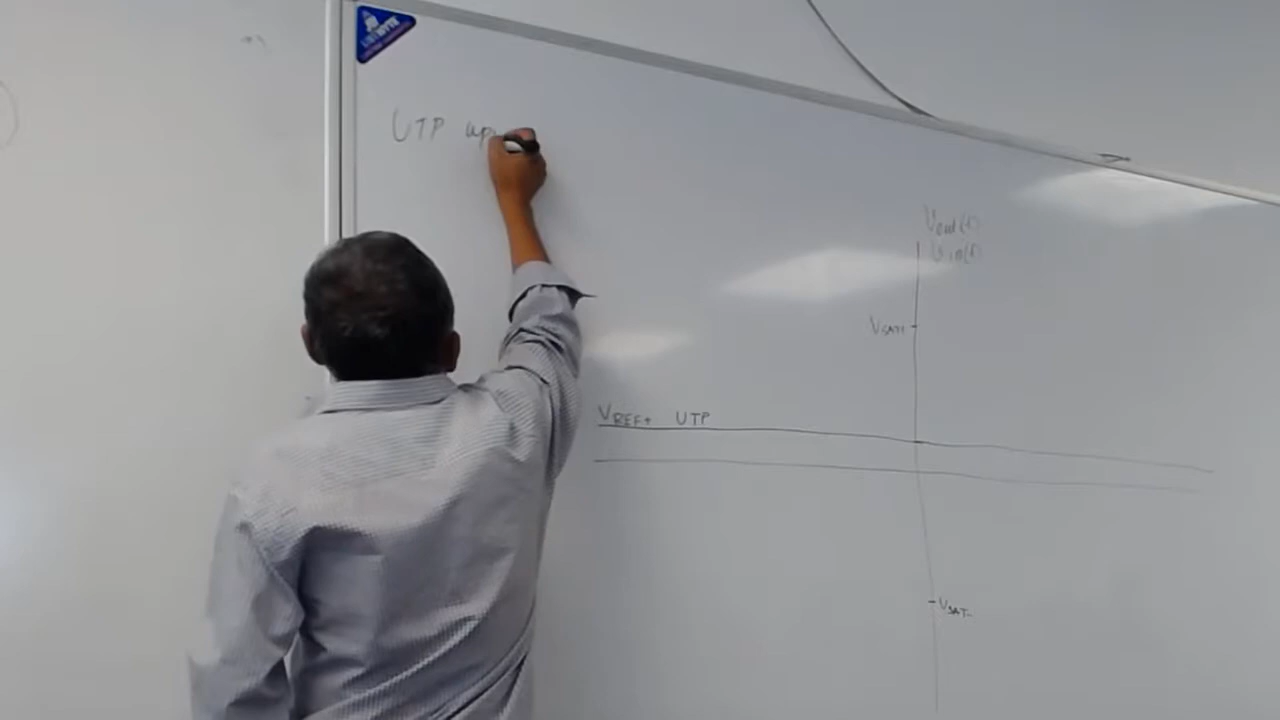 UTP up
Vout(t)
Vin(t)
VSAT+
VREF+ UTP
VSAT-